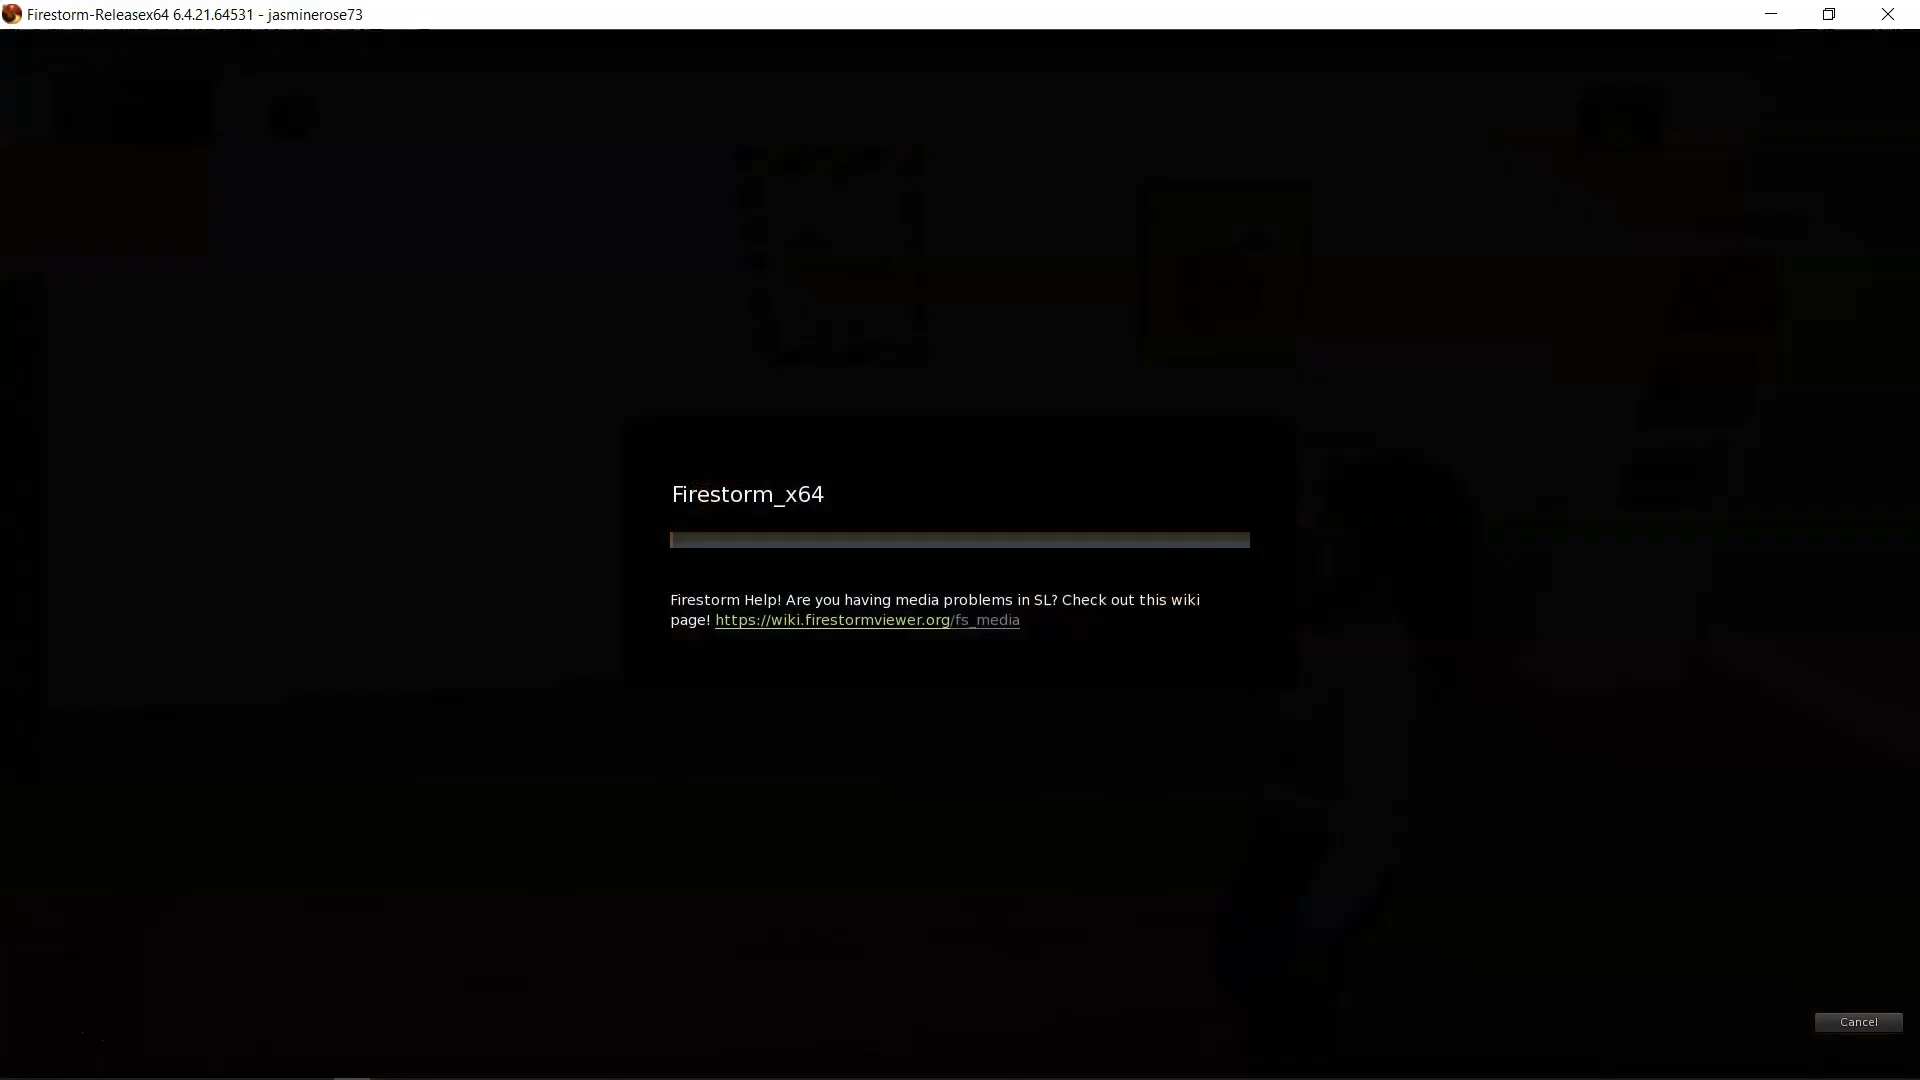 Firestorm-Releasex64 6.4.21.64531 - jasminerose73
Firestorm_x64
Firestorm Help! Are you having media problems in SL? Check out this wiki
page! https://wiki.firestormviewer.org/fs_media
Cancel